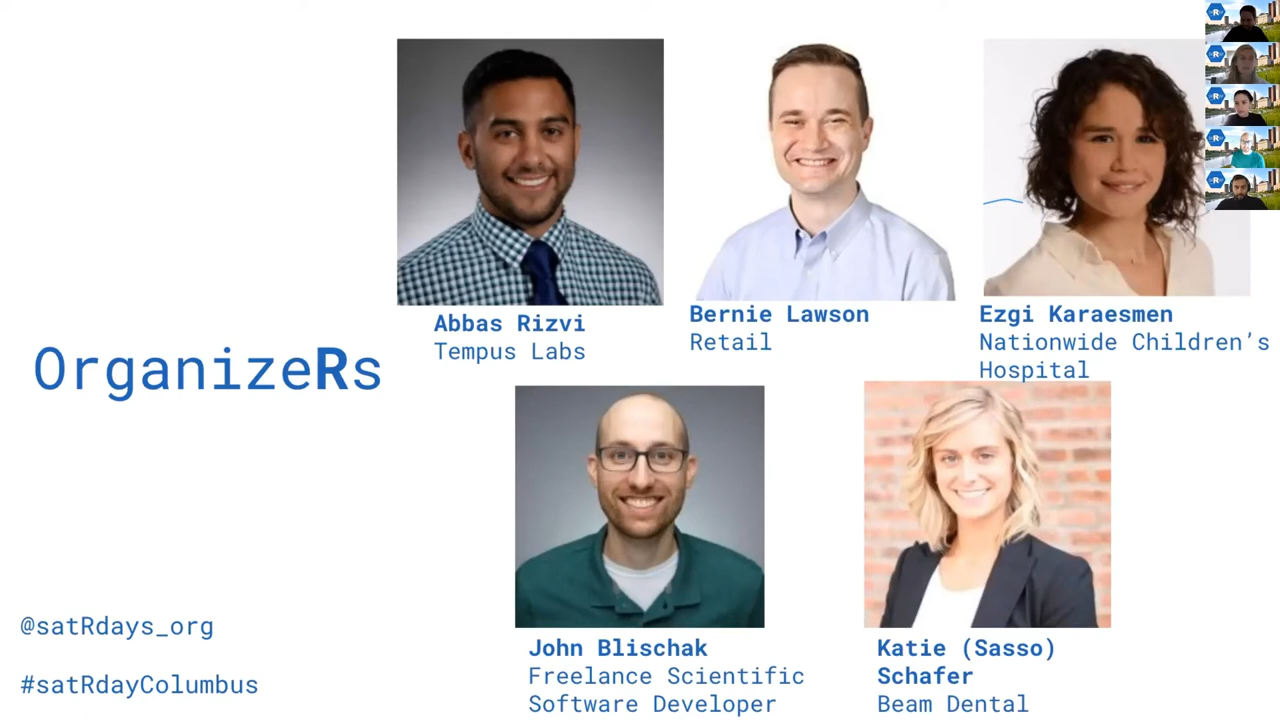 OrganizeRs
Abbas Rizvi
Tempus Labs
Bernie Lawson
Retail
Ezgi Karaesmen
Nationwide Children’s
Hospital
John Blischak
Freelance Scientific
Software Developer
Katie (Sasso)
Schafer
Beam Dental
@satRdays_org
#satRdayColumbus
R
R
R
R
R